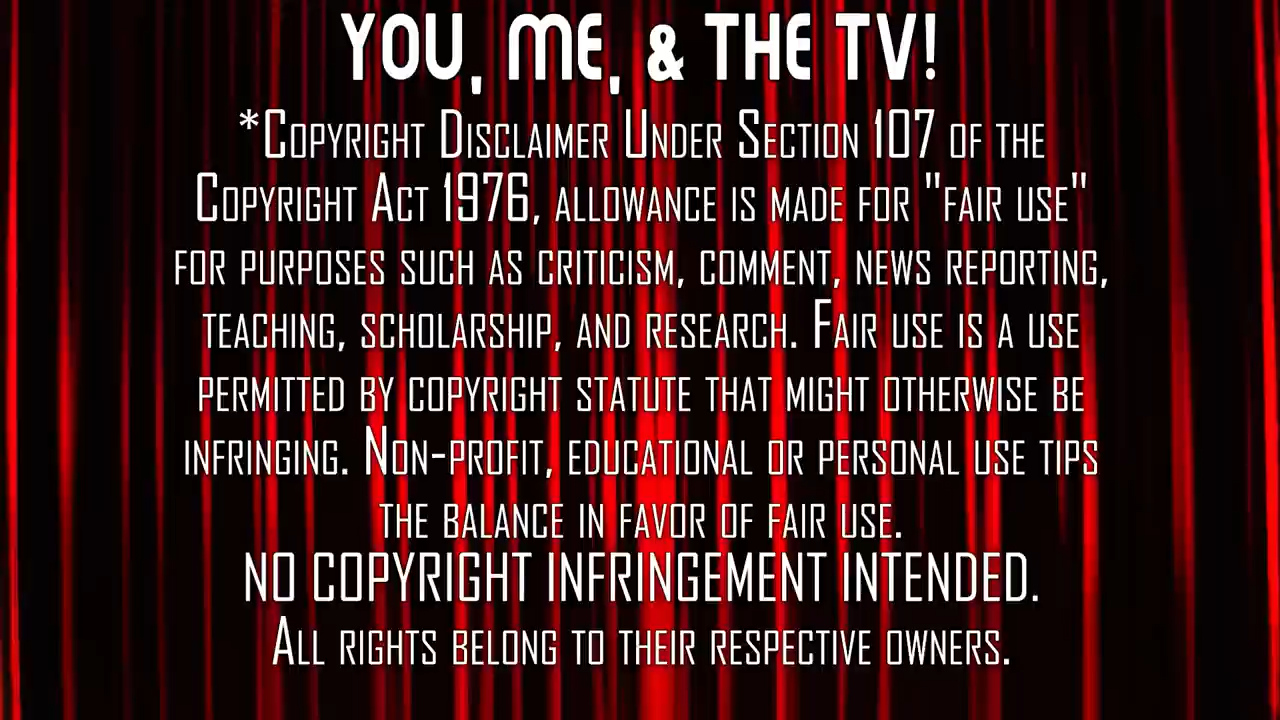 YOU, ME, & THE TV!
*Copyright Disclaimer Under Section 107 of the
Copyright Act 1976, allowance is made for "fair use"
for purposes such as criticism, comment, news reporting,
teaching, scholarship, and research. Fair use is a use
permitted by copyright statute that might otherwise be
infringing. Non-profit, educational or personal use tips
the balance in favor of fair use.
NO COPYRIGHT INFRINGEMENT INTENDED.
All rights belong to their respective owners.